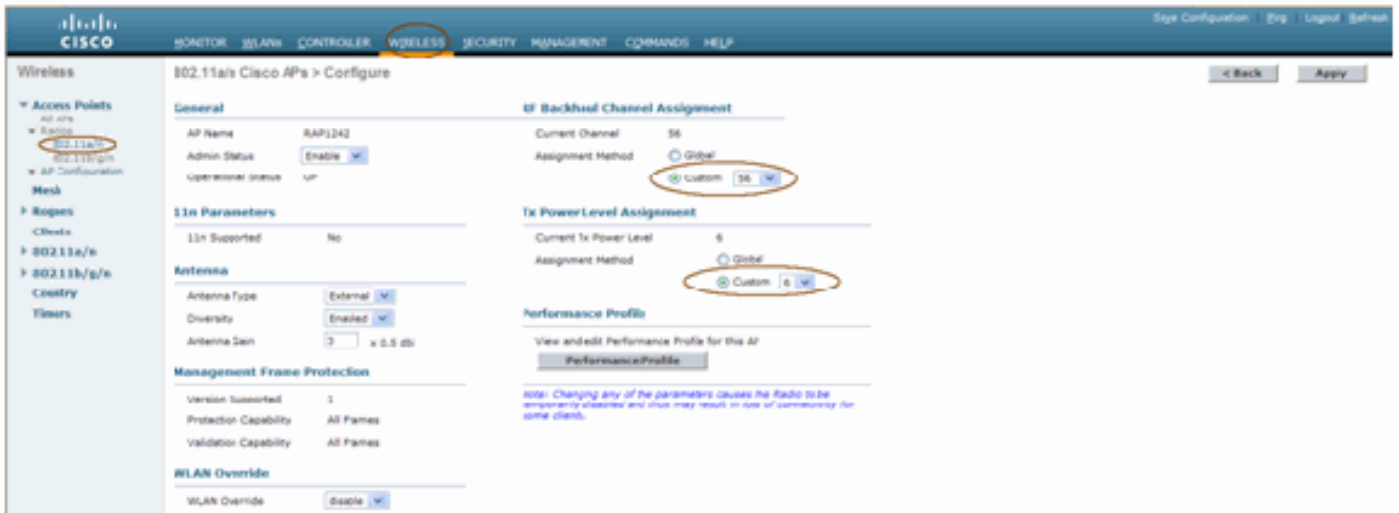 Save Configuration | Ping | Logout Refresh
CISCO
MONITOR WLANs CONTROLLER WIRELESS SECURITY MANAGEMENT COMMANDS HELP
Wireless
802.11a/n Cisco APs > Configure
< Back Apply
Access Points
All APs
Radios
802.11a/n
802.11b/g/n
AP Configuration
Mesh
Rogues
Clients
802.11a/n
802.11b/g/n
Country
Timers
General
AP Name RAP1242
Admin Status Enable
Operational Status UP
11n Parameters
11n Supported No
Antenna
Antenna Type External
Diversity Enabled
Antenna Gain 3 x 0.5 dBi
Management Frame Protection
Version Supported 1
Protection Capability All Frames
Validation Capability All Frames
WLAN Override
WLAN Override disable
RF Backhaul Channel Assignment
Current Channel 56
Assignment Method Global
Custom 56
Tx Power Level Assignment
Current Tx Power Level 6
Assignment Method Global
Custom 6
Performance Profile
View and edit Performance Profile for this AP
Performance Profile
Note: Changing any of the parameters causes the Radio to be
temporarily disabled and thus may result in loss of connectivity for
some clients.